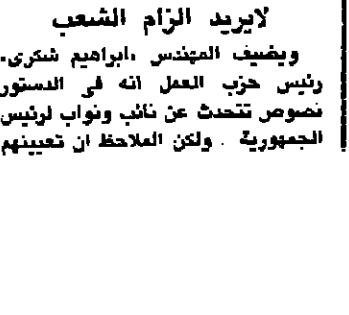 لايريد الزام الشعب
ويضيف المهندس «ابراهيم شكرى»
رئيس حزب العمل انه فى الدستور
نصوص تتحدث عن نائب ونواب لرئيس
الجمهورية . ولكن الملاحظ ان تعيينهم